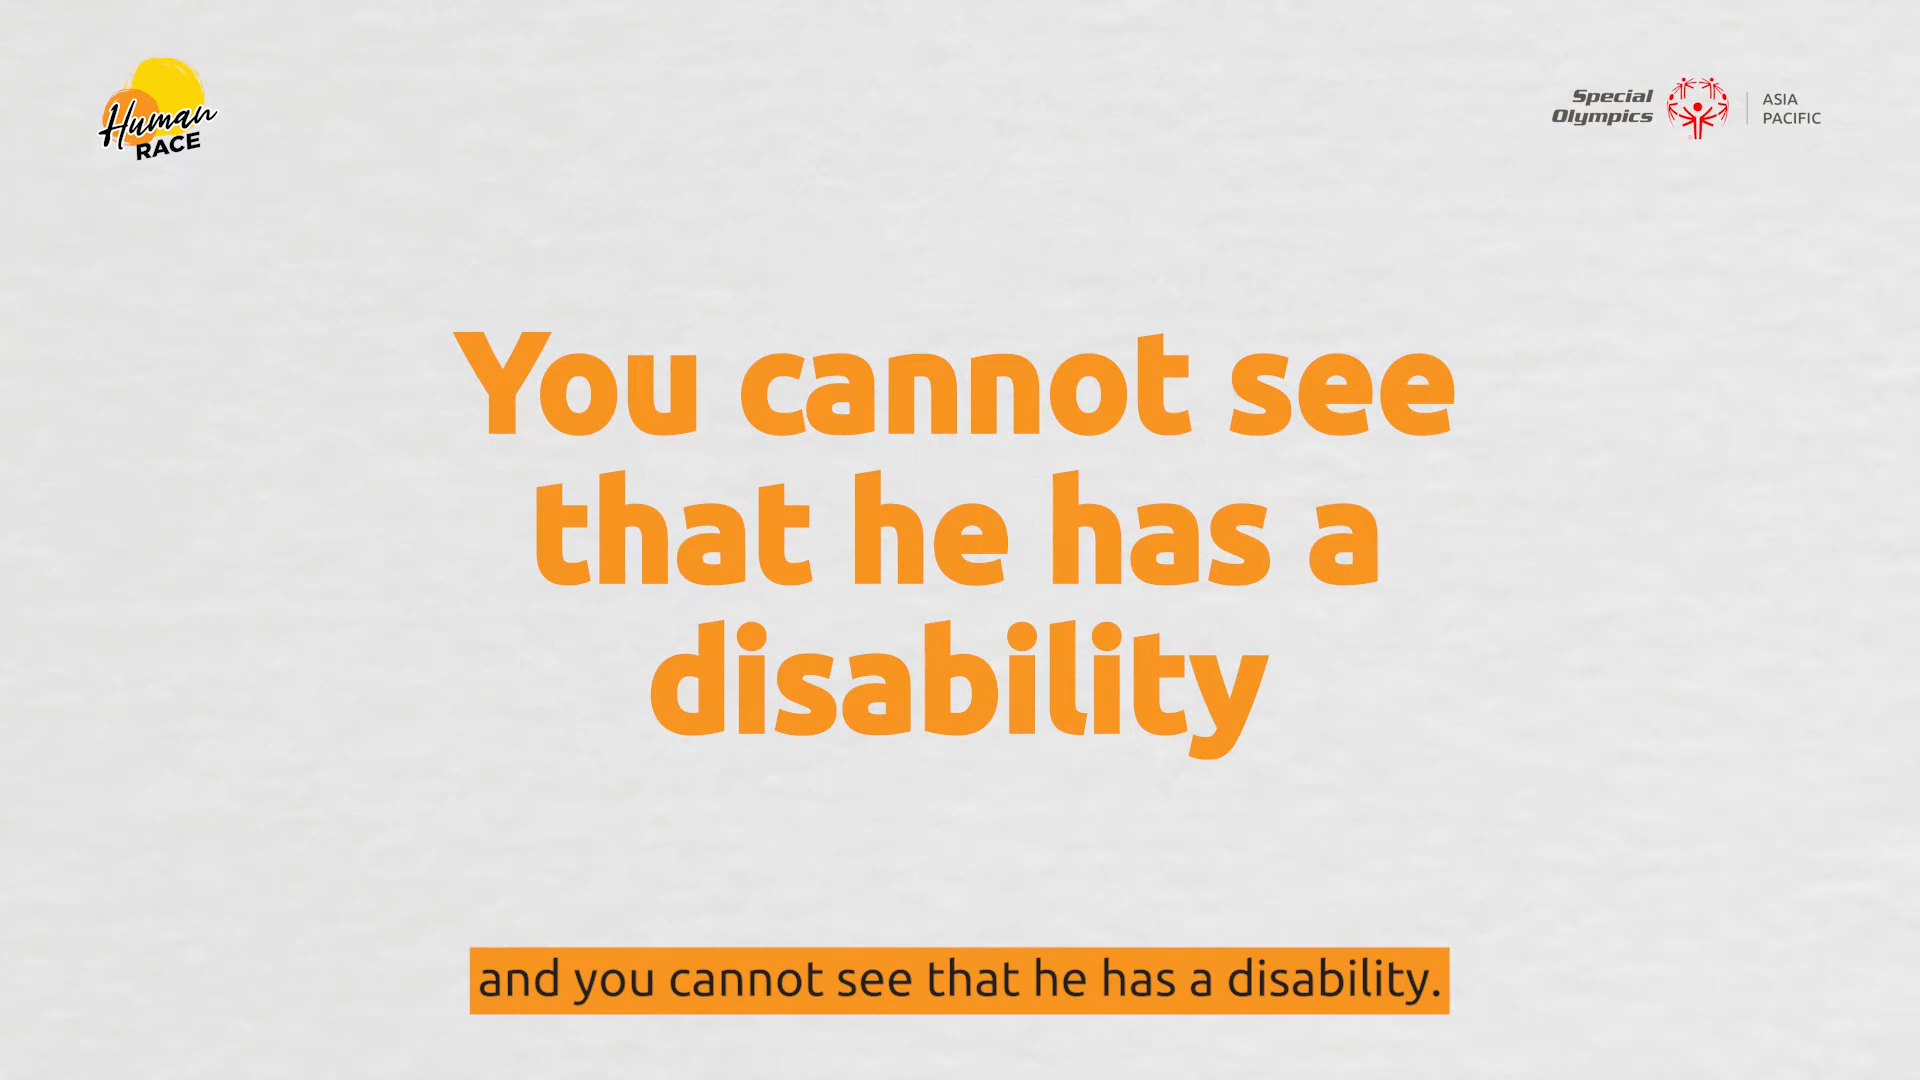 Human
RACE
Special
Olympics
ASIA
PACIFIC
You cannot see
that he has a
disability
and you cannot see that he has a disability.